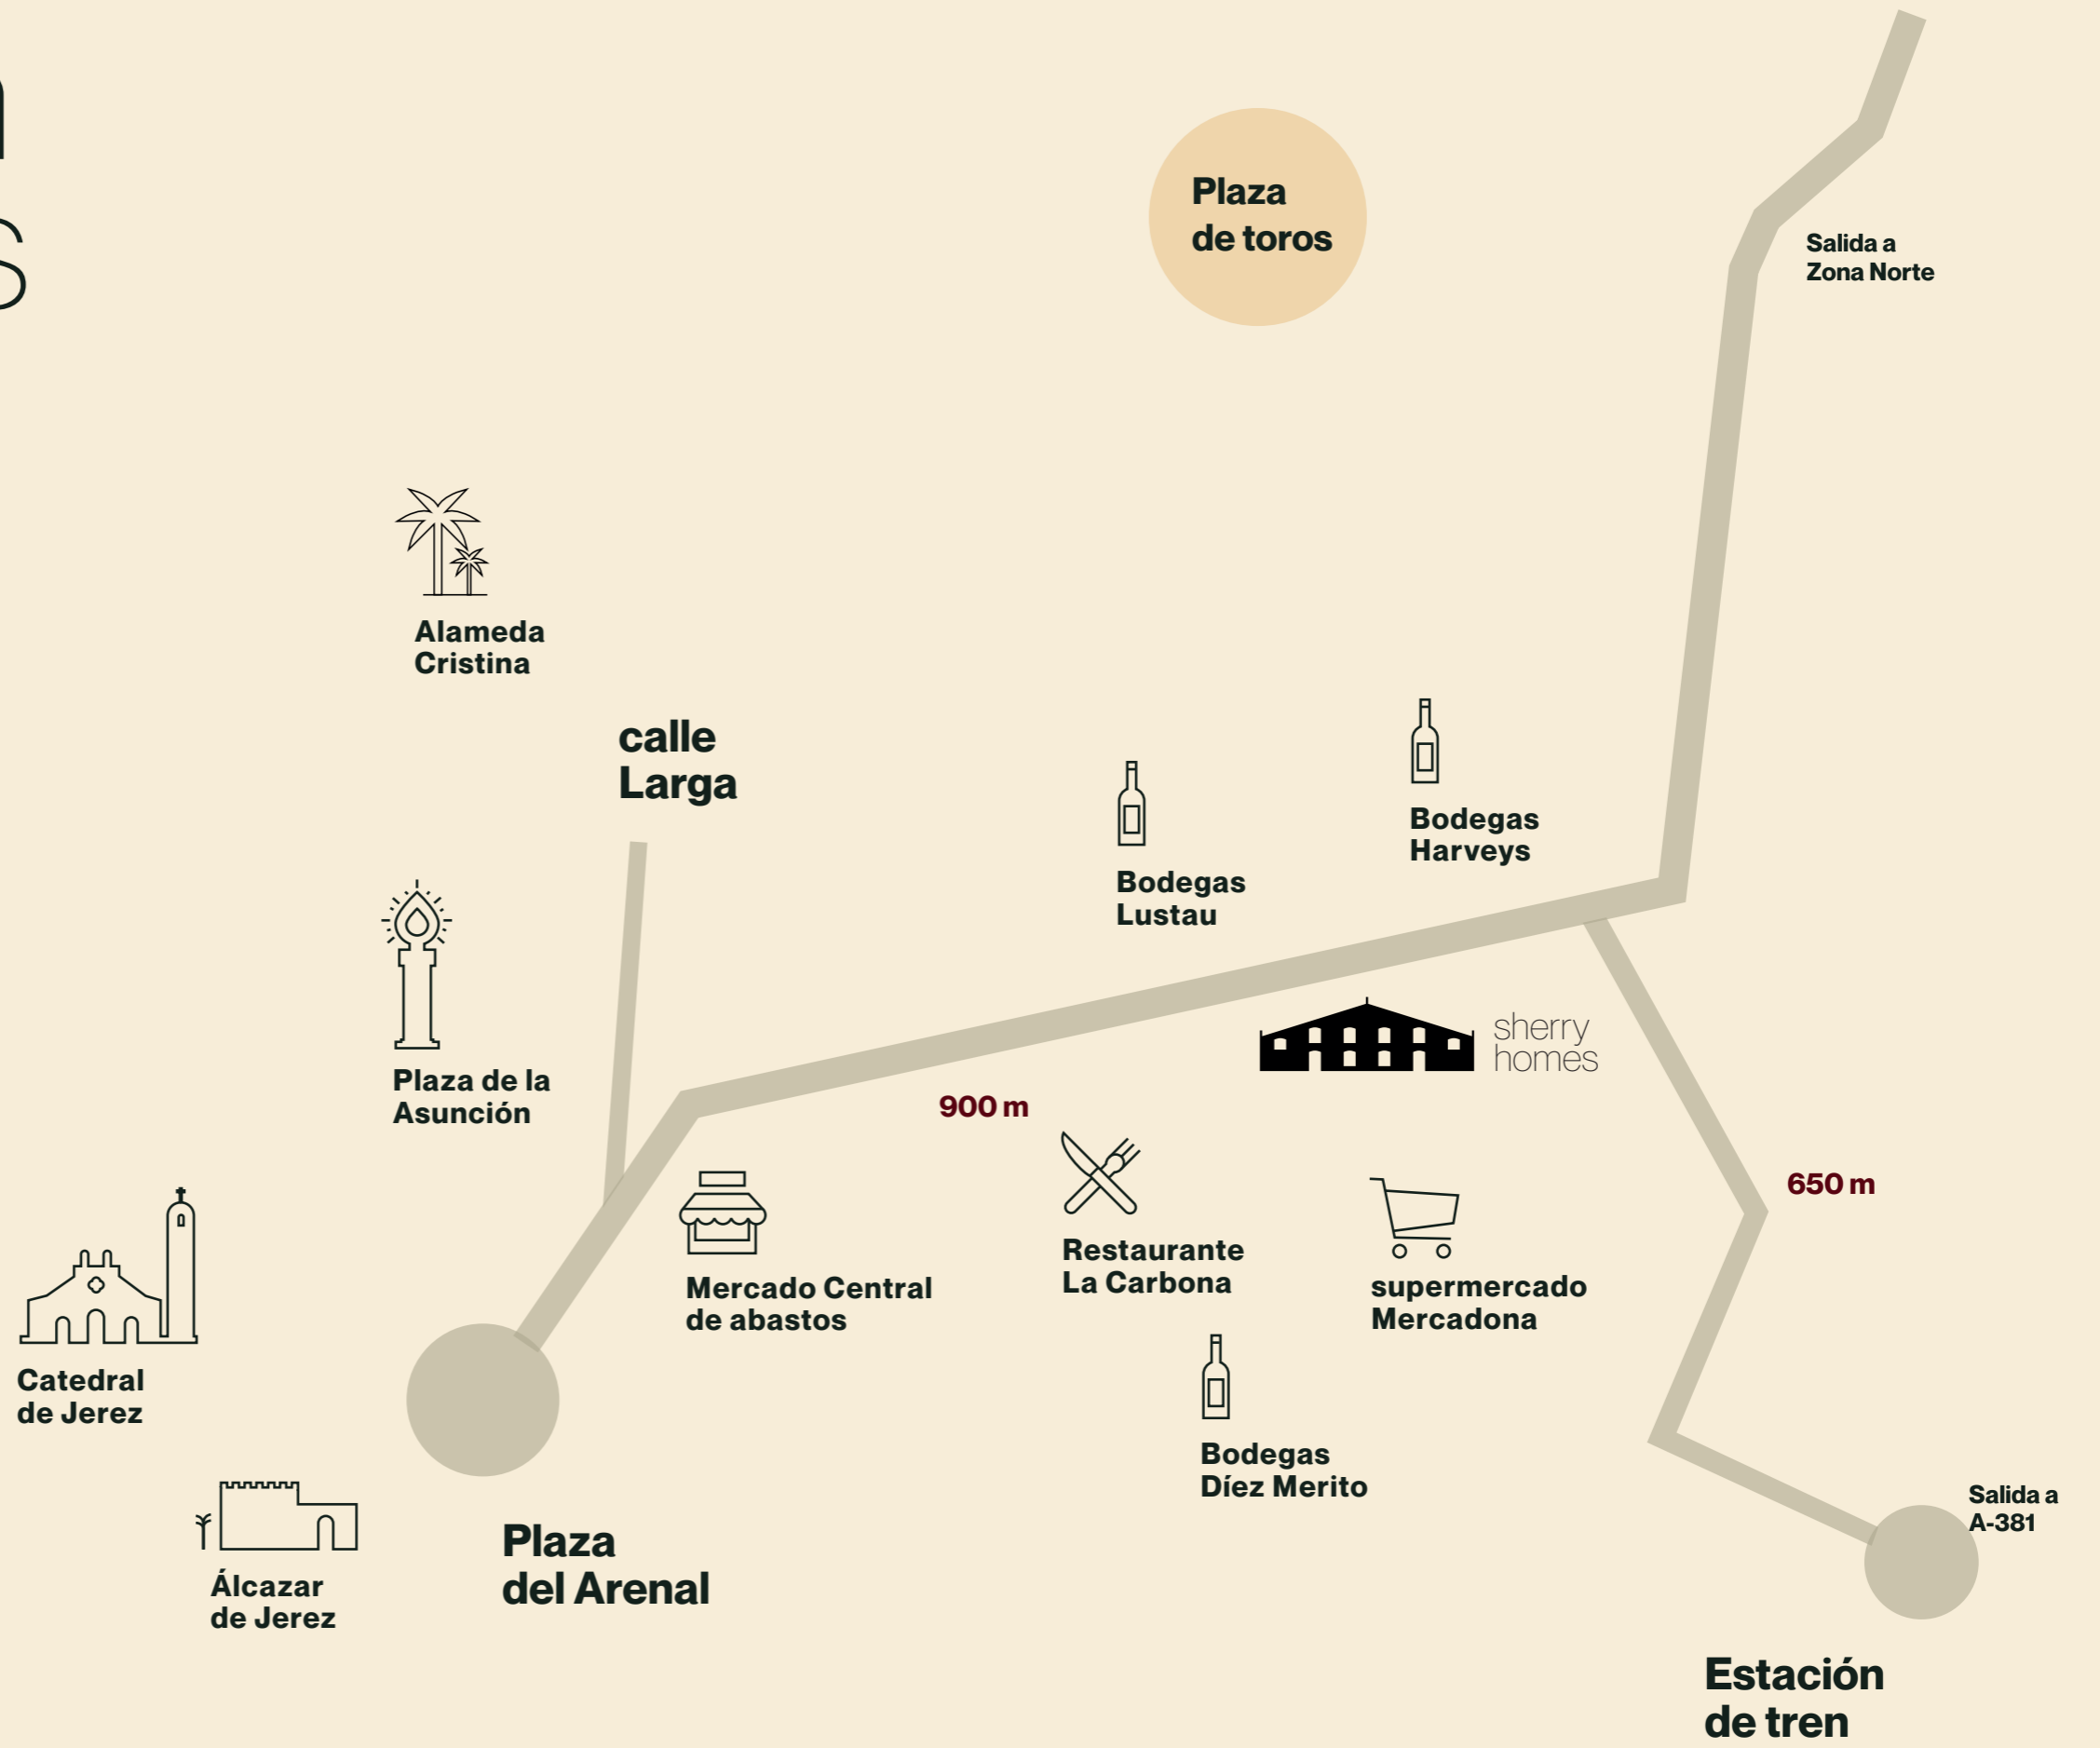 Plaza
de toros
Salida a
Zona Norte
Alameda
Cristina
calle
Larga
Bodegas
Harveys
Bodegas
Lustau
sherry
homes
Plaza de la
Asunción
900 m
650 m
Restaurante
La Carbona
Mercado Central
de abastos
supermercado
Mercadona
Catedral
de Jerez
Bodegas
Díez Merito
Salida a
A-381
Plaza
del Arenal
Álcazar
de Jerez
Estación
de tren